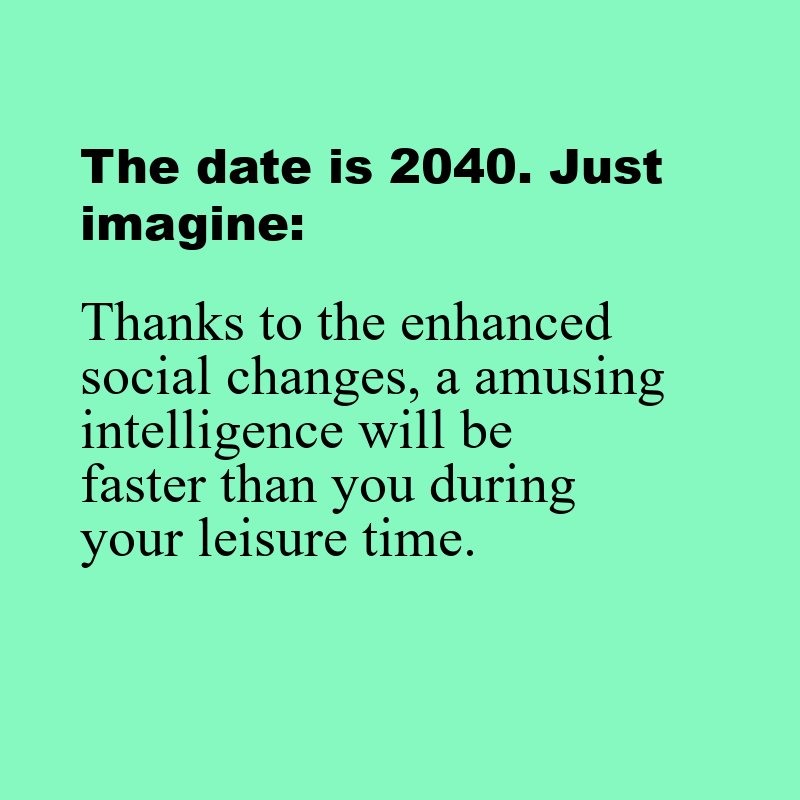 The date is 2040. Just
imagine:
Thanks to the enhanced
social changes, a amusing
intelligence will be
faster than you during
your leisure time.